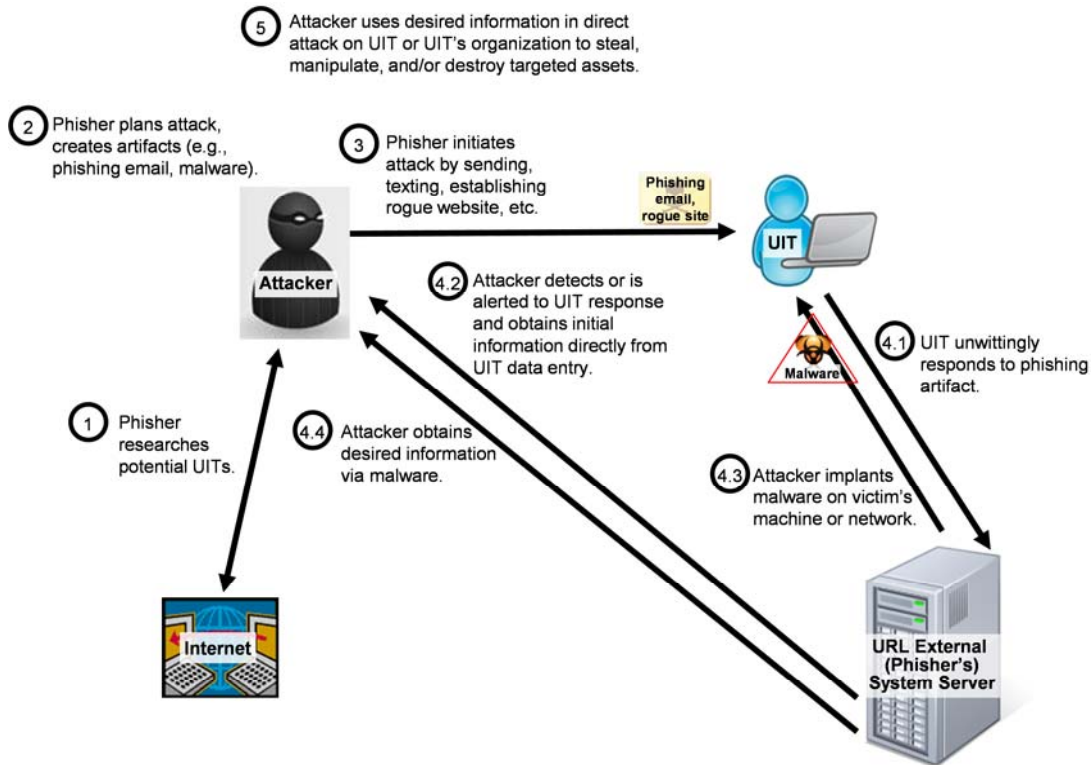 5
Attacker uses desired information in direct
attack on UIT or UIT's organization to steal,
manipulate, and/or destroy targeted assets.
2
Phisher plans attack,
creates artifacts (e.g.,
phishing email, malware).
3
Phisher initiates
attack by sending,
texting, establishing
rogue website, etc.
Phishing
email,
rogue site
UIT
Attacker
4.2
Attacker detects or is
alerted to UIT response
and obtains initial
information directly from
UIT data entry.
Malware
4.1
UIT unwittingly
responds to phishing
artifact.
1
Phisher
researches
potential UITs.
4.4
Attacker obtains
desired information
via malware.
4.3
Attacker implants
malware on victim's
machine or network.
Internet
URL External
(Phisher's)
System Server